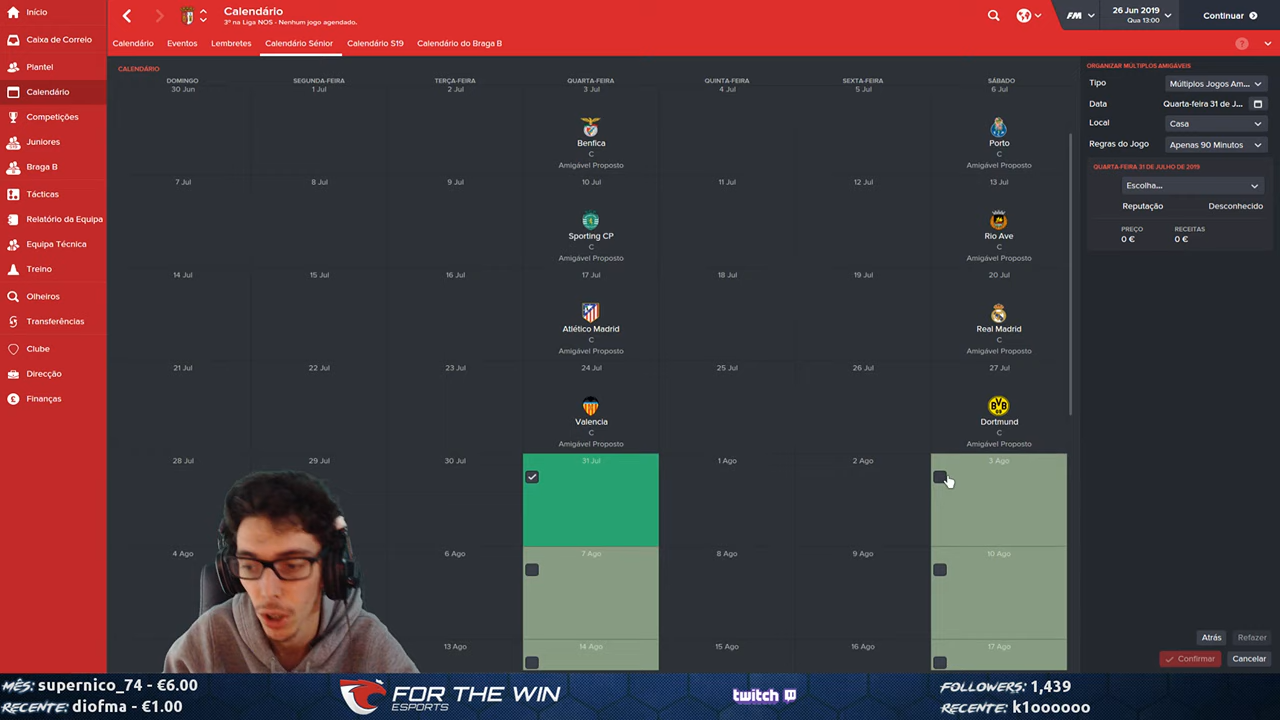 Início
Caixa de Correio
Plantel
Calendário
Competições
Juniores
Braga B
Tácticas
Relatório da Equipa
Equipa Técnica
Treino
Olheiros
Transferências
Clube
Direcção
Finanças
Calendário
3º na Liga NOS - Nenhum jogo agendado.
FM
26 Jun 2019
Qua 13:00
Continuar
Calendário Eventos Lembretes Calendário Sénior Calendário S19 Calendário do Braga B
?
CALENDÁRIO
DOMINGO SEGUNDA-FEIRA TERÇA-FEIRA QUARTA-FEIRA QUINTA-FEIRA SEXTA-FEIRA SÁBADO
30 Jun 1 Jul 2 Jul 3 Jul 4 Jul 5 Jul 6 Jul
Benfica Porto
C C
Amigável Proposto Amigável Proposto
7 Jul 8 Jul 9 Jul 10 Jul 11 Jul 12 Jul 13 Jul
Sporting CP Rio Ave
C C
Amigável Proposto Amigável Proposto
14 Jul 15 Jul 16 Jul 17 Jul 18 Jul 19 Jul 20 Jul
Atlético Madrid Real Madrid
C C
Amigável Proposto Amigável Proposto
21 Jul 22 Jul 23 Jul 24 Jul 25 Jul 26 Jul 27 Jul
Valencia Dortmund
C C
Amigável Proposto Amigável Proposto
28 Jul 29 Jul 30 Jul 31 Jul 1 Ago 2 Ago 3 Ago
4 Ago 6 Ago 7 Ago 8 Ago 9 Ago 10 Ago
13 Ago 14 Ago 15 Ago 16 Ago 17 Ago
ORGANIZAR MÚLTIPLOS AMIGÁVEIS
Tipo Múltiplos Jogos Am...
Data Quarta-feira 31 de J...
Local Casa
Regras do Jogo Apenas 90 Minutos
QUARTA-FEIRA 31 DE JULHO DE 2019
Escolha...
Reputação Desconhecido
PREÇO RECEITAS
0 € 0 €
Atrás Refazer
Confirmar Cancelar
MÊS: supernico_74 - €6.00
RECENTE: diofma - €1.00
FOR THE WIN
ESPORTS
twitch
FOLLOWERS: 1,439
RECENTE: k1oooooo